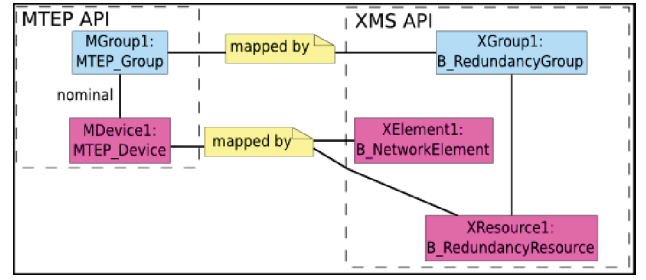 MTEP API
XMS API
MGroup1:
MTEP_Group
mapped by
XGroup1:
B_RedundancyGroup
nominal
MDevice1:
MTEP_Device
mapped by
XElement1:
B_NetworkElement
XResource1:
B_RedundancyResource